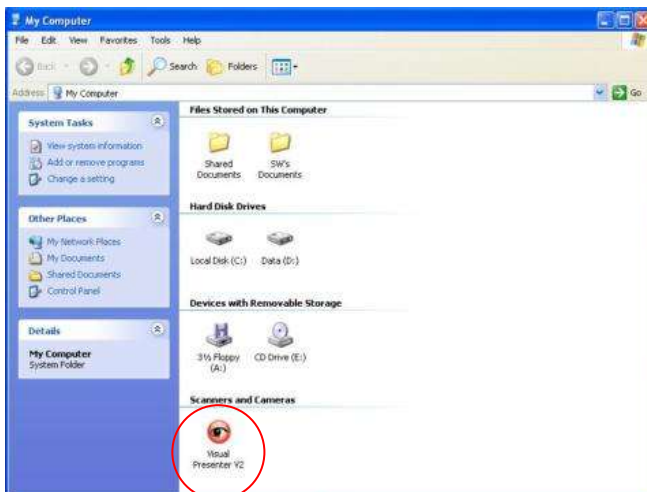 My Computer
File Edit View Favorites Tools Help
Back Search Folders
Address My Computer Go
System Tasks
View system information
Add or remove programs
Change a setting
Other Places
My Network Places
My Documents
Shared Documents
Control Panel
Details
My Computer
System Folder
Files Stored on This Computer
Shared Documents
SW's Documents
Hard Disk Drives
Local Disk (C:) Data (D:)
Devices with Removable Storage
3½ Floppy (A:)
CD Drive (E:)
Scanners and Cameras
Visual
Presenter V2